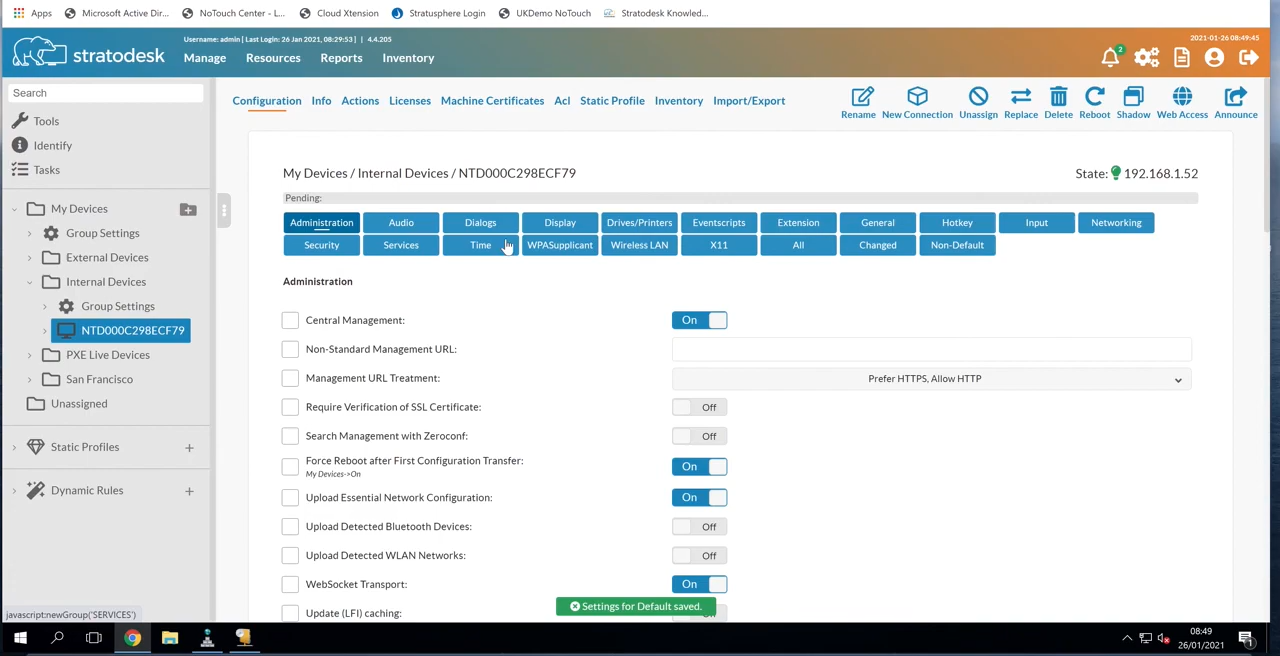 Apps Microsoft Active Dir... NoTouch Center - L... Cloud Xtension Stratusphere Login UKDemo NoTouch Stratodesk Knowled...
Username: admin | Last Login: 26 Jan 2021, 08:29:53 | | 4.4.205
2021-01-26 08:49:45
stratodesk
Manage Resources Reports Inventory
2
Search
Tools
Identify
Tasks
My Devices
Group Settings
External Devices
Internal Devices
Group Settings
NTD000C298ECF79
PXE Live Devices
San Francisco
Unassigned
Static Profiles
Dynamic Rules
Configuration Info Actions Licenses Machine Certificates Acl Static Profile Inventory Import/Export
Rename New Connection Unassign Replace Delete Reboot Shadow Web Access Announce
My Devices / Internal Devices / NTD000C298ECF79
State: 192.168.1.52
Pending:
Administration Audio Dialogs Display Drives/Printers Eventscripts Extension General Hotkey Input Networking
Security Services Time WPASupplicant Wireless LAN X11 All Changed Non-Default
Administration
Central Management: On
Non-Standard Management URL:
Management URL Treatment: Prefer HTTPS, Allow HTTP
Require Verification of SSL Certificate: Off
Search Management with Zeroconf: Off
Force Reboot after First Configuration Transfer: On
My Devices->On
Upload Essential Network Configuration: On
Upload Detected Bluetooth Devices: Off
Upload Detected WLAN Networks: Off
WebSocket Transport: On
Settings for Default saved.
Update (LFI) caching:
javascript:newGroup('SERVICES')
08:49
26/01/2021
1